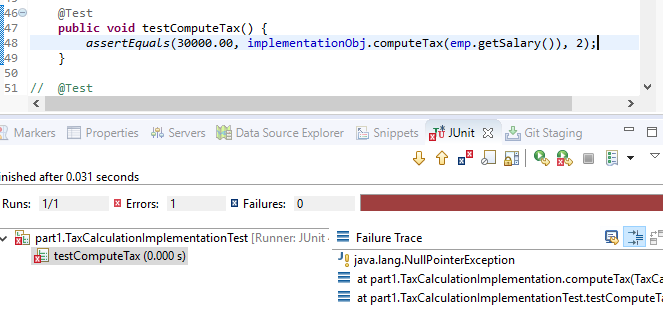 46 @Test
47 public void testComputeTax() {
48 assertEquals(30000.00, implementationObj.computeTax(emp.getSalary()), 2);
49 }
50
51 // @Test
Markers Properties Servers Data Source Explorer Snippets JUnit Git Staging
inished after 0.031 seconds
Runs: 1/1 Errors: 1 Failures: 0
part1.TaxCalculationImplementationTest [Runner: JUnit Failure Trace
testComputeTax (0.000 s) java.lang.NullPointerException
at part1.TaxCalculationImplementation.computeTax(TaxCa
at part1.TaxCalculationImplementationTest.testComputeTa